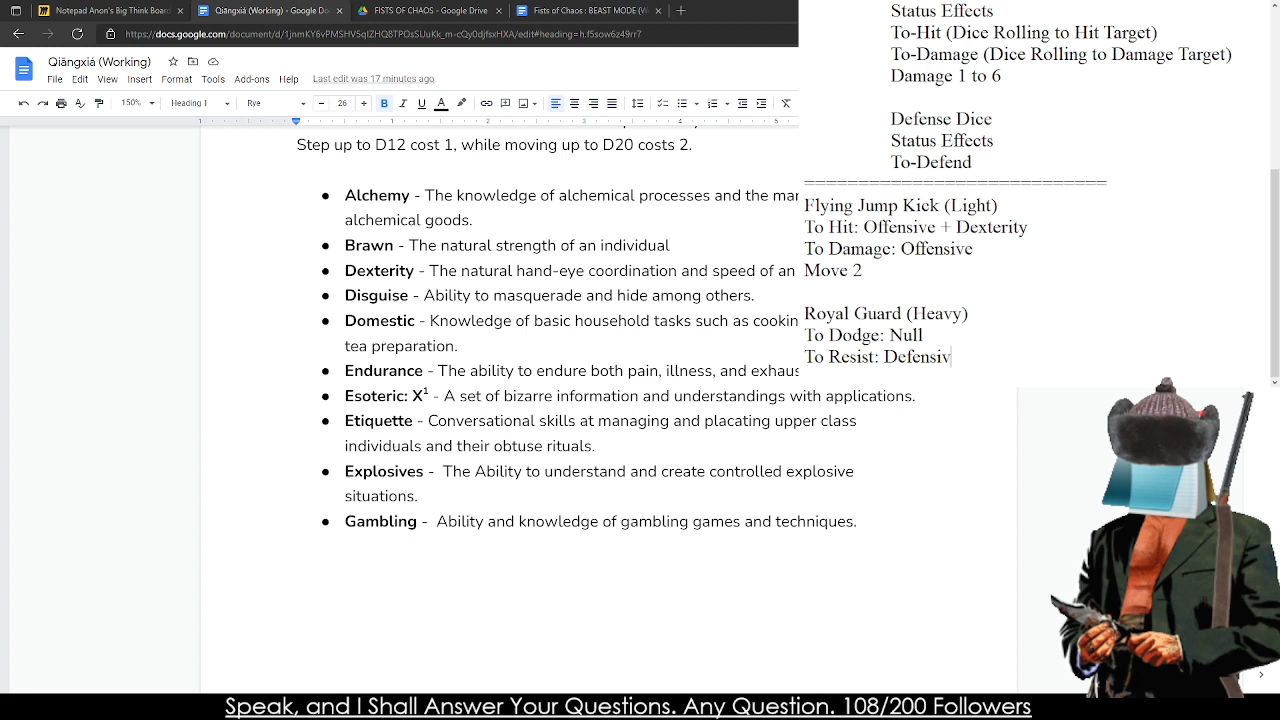 Notepad Anon's Big Think Board
Qiāngxiá (Working) - Google Do
FISTS OF CHAOS - Google Drive
Fists of Chaos : BEAST MODE (W
https://docs.google.com/document/d/1jnmKY6vPMSHV5qIZHQ8TPOsSUuKk_m-cQy0djfsxHXA/edit#heading=h.f5sow6z49rr7
Qiāngxiá (Working)
File Edit View Insert Format Tools Add-ons Help Last edit was 17 minutes ago
150% Heading 1 Rye 26 B I U A
1 1 2 3 4 5
Step up to D12 cost 1, while moving up to D20 costs 2.
● Alchemy - The knowledge of alchemical processes and the mar
alchemical goods.
● Brawn - The natural strength of an individual
● Dexterity - The natural hand-eye coordination and speed of an
● Disguise - Ability to masquerade and hide among others.
● Domestic - Knowledge of basic household tasks such as cookin
tea preparation.
● Endurance - The ability to endure both pain, illness, and exhaus
● Esoteric: X1 - A set of bizarre information and understandings with applications.
● Etiquette - Conversational skills at managing and placating upper class
individuals and their obtuse rituals.
● Explosives - The Ability to understand and create controlled explosive
situations.
● Gambling - Ability and knowledge of gambling games and techniques.
Status Effects
To-Hit (Dice Rolling to Hit Target)
To-Damage (Dice Rolling to Damage Target)
Damage 1 to 6
Defense Dice
Status Effects
To-Defend
============================
Flying Jump Kick (Light)
To Hit: Offensive + Dexterity
To Damage: Offensive
Move 2
Royal Guard (Heavy)
To Dodge: Null
To Resist: Defensiv
Speak, and I Shall Answer Your Questions. Any Question. 108/200 Followers